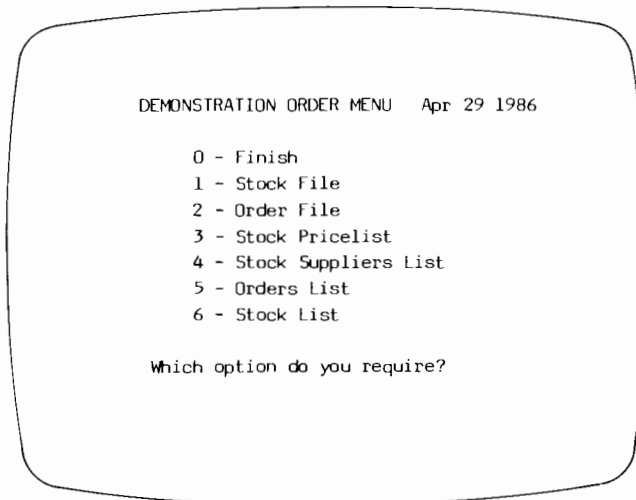 DEMONSTRATION ORDER MENU Apr 29 1986
0 - Finish
1 - Stock File
2 - Order File
3 - Stock Pricelist
4 - Stock Suppliers List
5 - Orders List
6 - Stock List
Which option do you require?